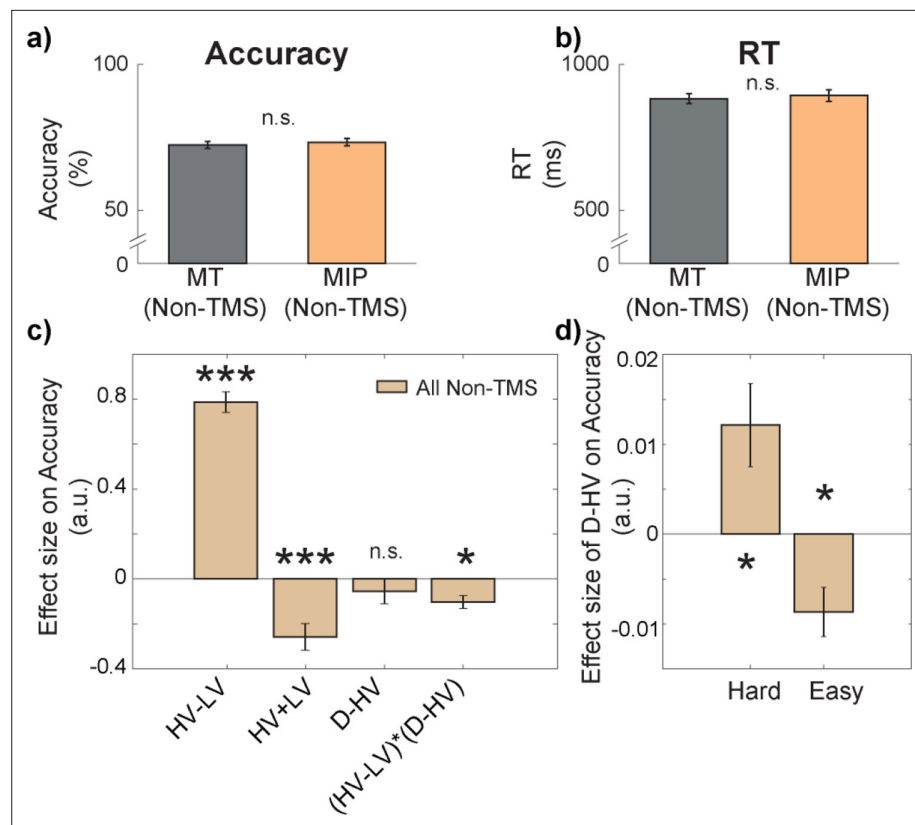 a)
Accuracy
100
50
0
Accuracy
(%)
n.s.
MT
(Non-TMS)
MIP
(Non-TMS)
b)
RT
1000
500
0
RT
(ms)
n.s.
MT
(Non-TMS)
MIP
(Non-TMS)
c)
0.8
0.4
0
-0.4
Effect size on Accuracy
(a.u.)
All Non-TMS
***
***
n.s.
*
HV-LV
HV+LV
D-HV
(HV-LV)*(D-HV)
d)
0.02
0.01
0
-0.01
Effect size of D-HV on Accuracy
(a.u.)
*
*
Hard
Easy